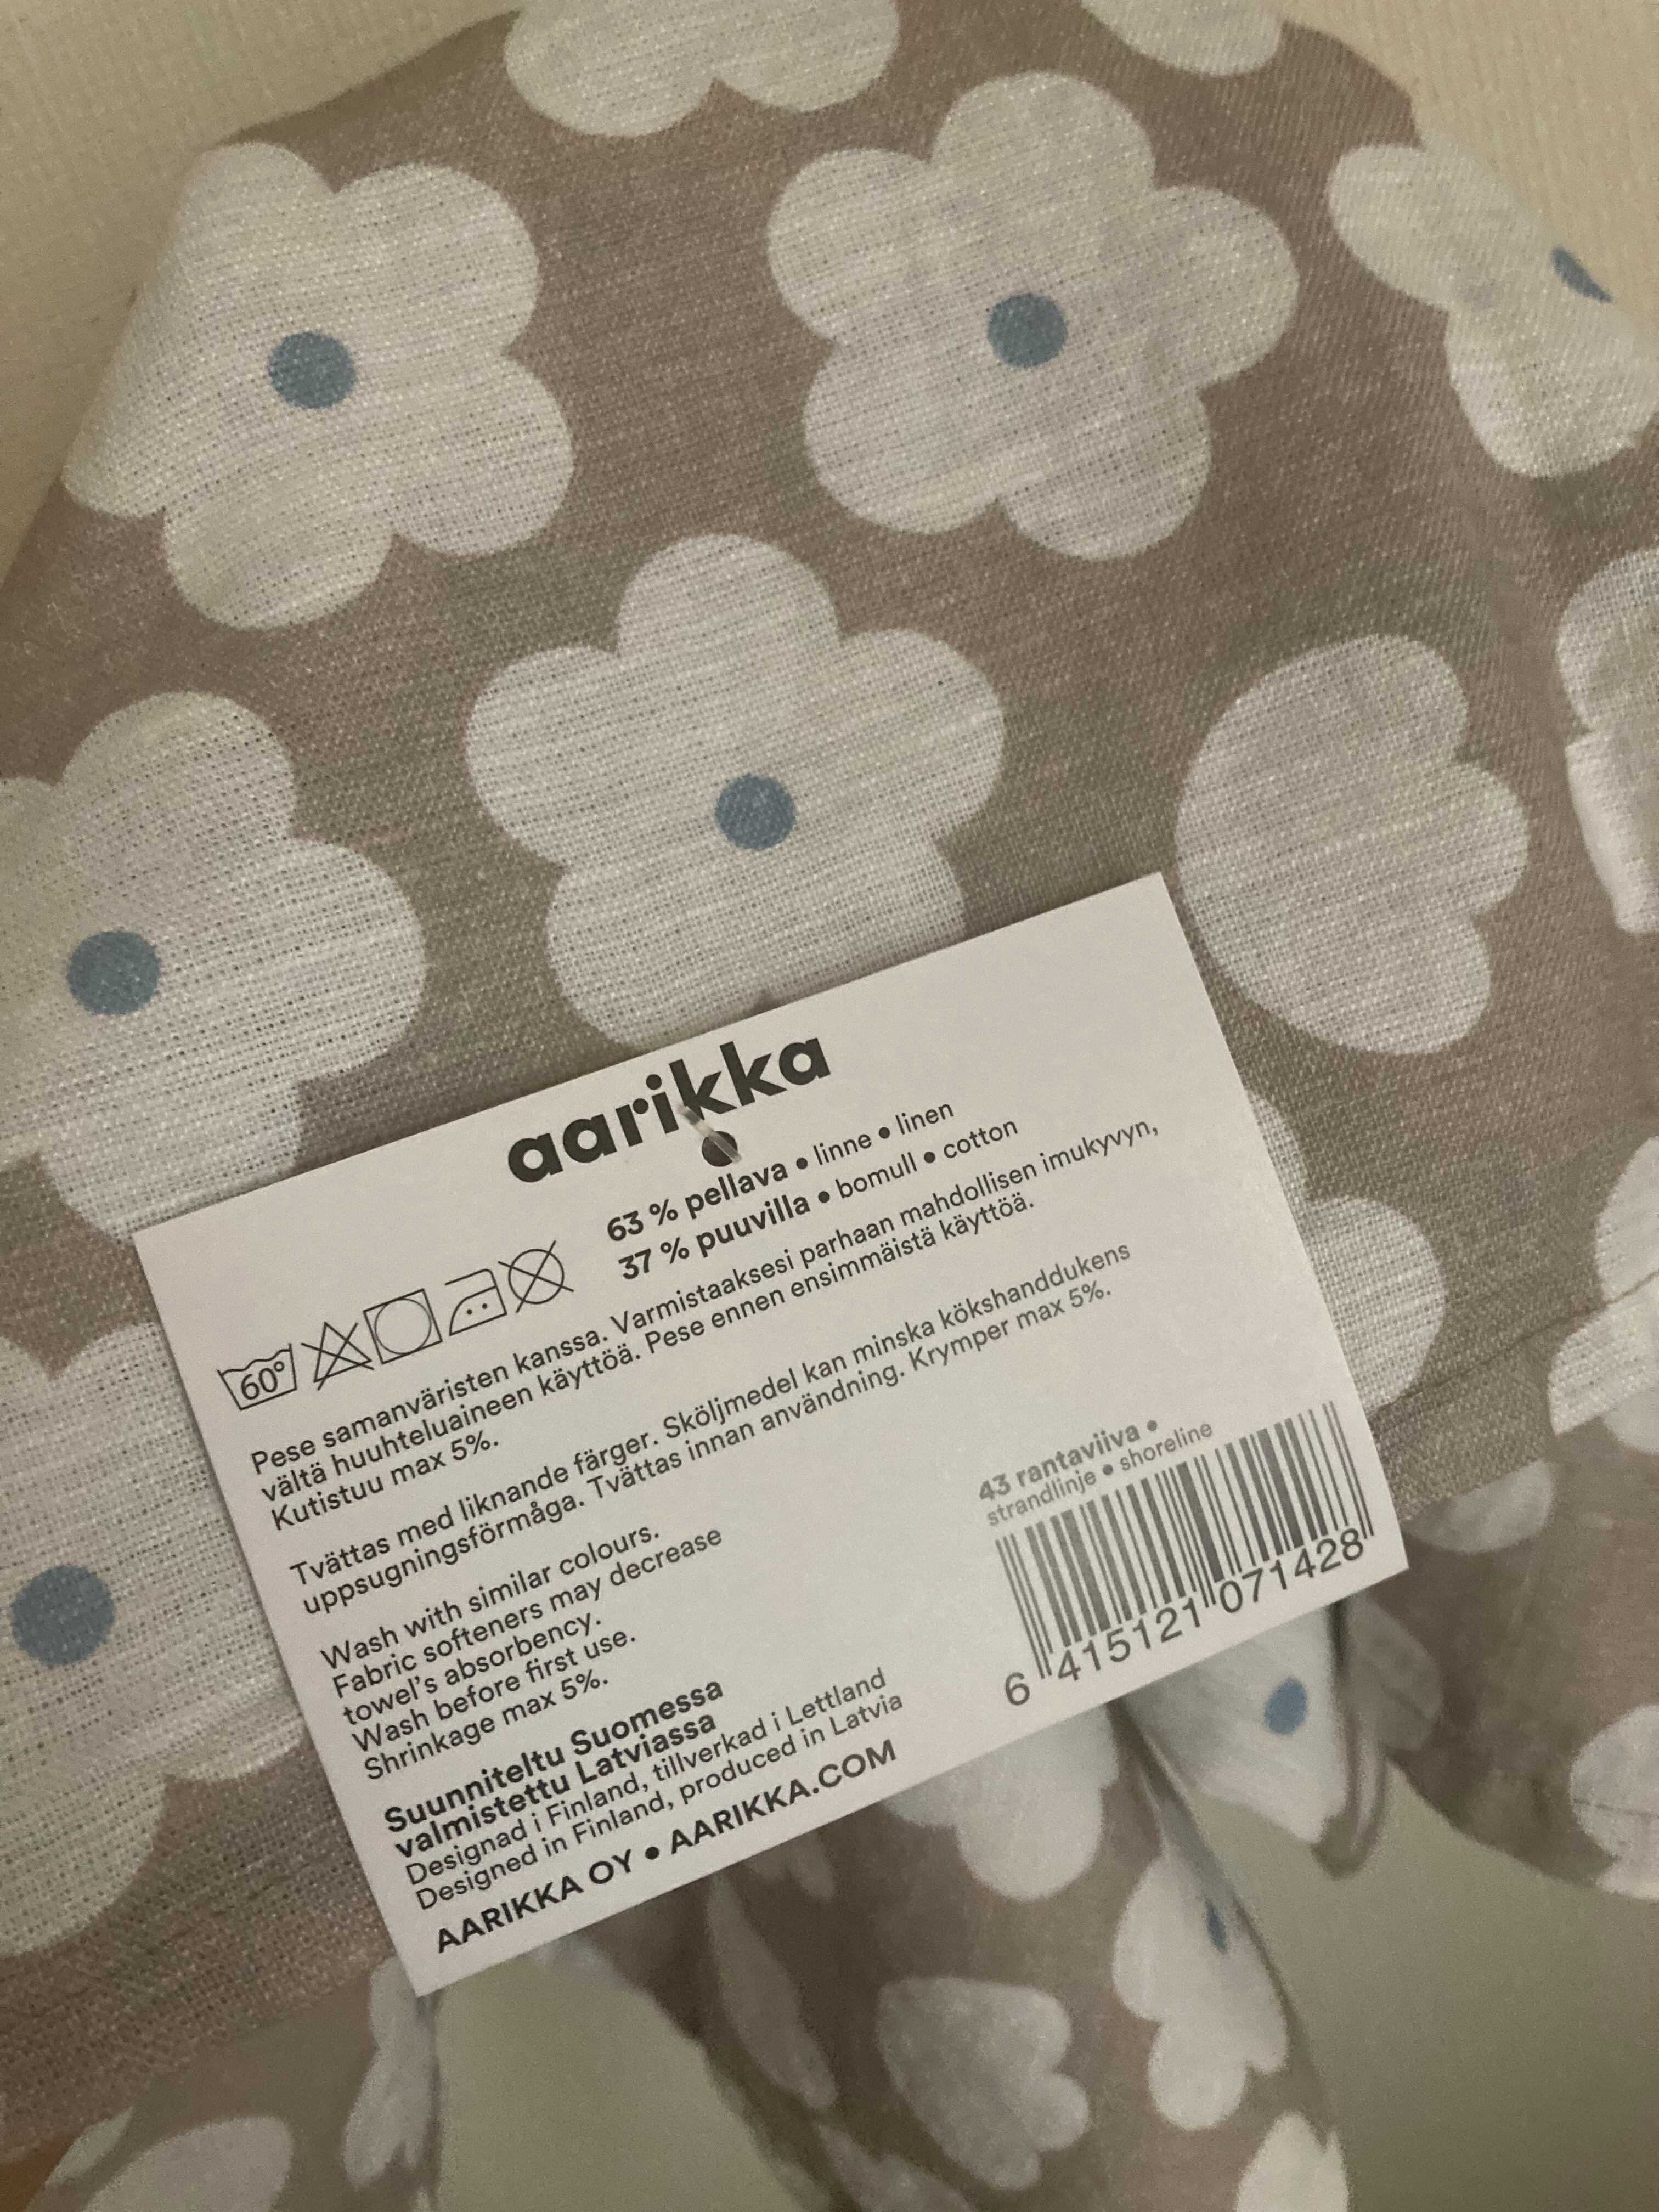 aarikka
63 % pellava • linne • linen
37 % puuvilla • bomull • cotton
60°
Pese samanväristen kanssa. Varmistaaksesi parhaan mahdollisen imukyvyn,
vältä huuhteluaineen käyttöä. Pese ennen ensimmäistä käyttöä.
Kutistuu max 5%.
Tvättas med liknande färger. Sköljmedel kan minska kökshanddukens
uppsugningsförmåga. Tvättas innan användning. Krymper max 5%.
Wash with similar colours.
Fabric softeners may decrease
towel's absorbency.
Wash before first use.
Shrinkage max 5%.
43 rantaviiva •
strandlinje • shoreline
6 415121 071428
Suunniteltu Suomessa
valmistettu Latviassa
Designad i Finland, tillverkad i Lettland
Designed in Finland, produced in Latvia
AARIKKA OY • AARIKKA.COM